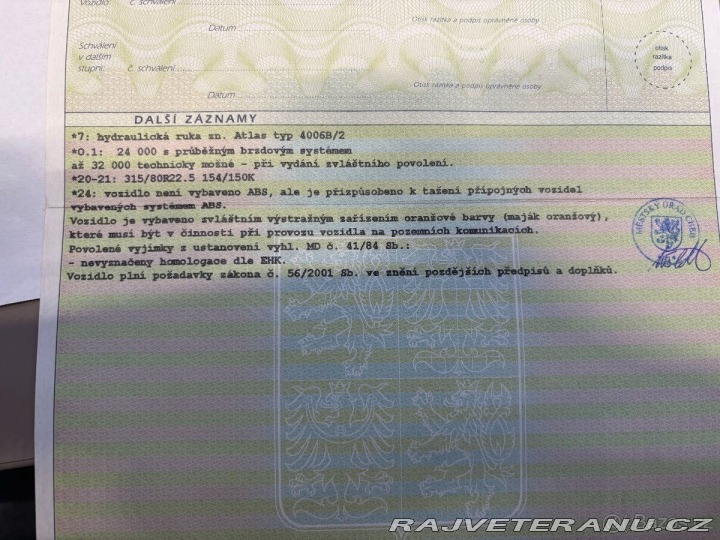 Vozidlo: č. schválení
Otisk razítka a podpis oprávněné osoby
Datum
Schválení
v dalším
stupni: č. schválení
otisk
razítka
podpis
Otisk razítka a podpis oprávněné osoby
Datum
DALŠÍ ZÁZNAMY
*7: hydraulická ruka zn. Atlas typ 4006B/2
*O.1: 24 000 s průběžným brzdovým systémem
až 32 000 technicky možné - při vydání zvláštního povolení.
*20-21: 315/80R22.5 154/150K
*24: vozidlo není vybaveno ABS, ale je přizpůsobeno k tažení přípojných vozidel
vybavených systémem ABS.
Vozidlo je vybaveno zvláštním výstražným zařízením oranžové barvy (maják oranžový),
které musí být v činnosti při provozu vozidla na pozemních komunikacích.
Povolené výjimky z ustanovení vyhl. MD č. 41/84 Sb.:
- nevyznačeny homologace dle EHK.
Vozidlo plní požadavky zákona č. 56/2001 Sb. ve znění pozdějších předpisů a doplňků.
MĚSTSKÝ ÚŘAD CHEB
RAJVETERANU.CZ